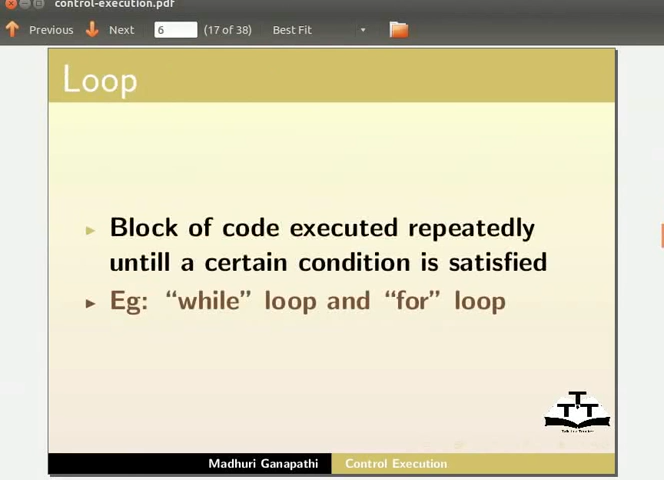 control-execution.pdf
Previous Next 6 (17 of 38) Best Fit
Loop
Block of code executed repeatedly
untill a certain condition is satisfied
Eg: “while” loop and “for” loop
Madhuri Ganapathi Control Execution